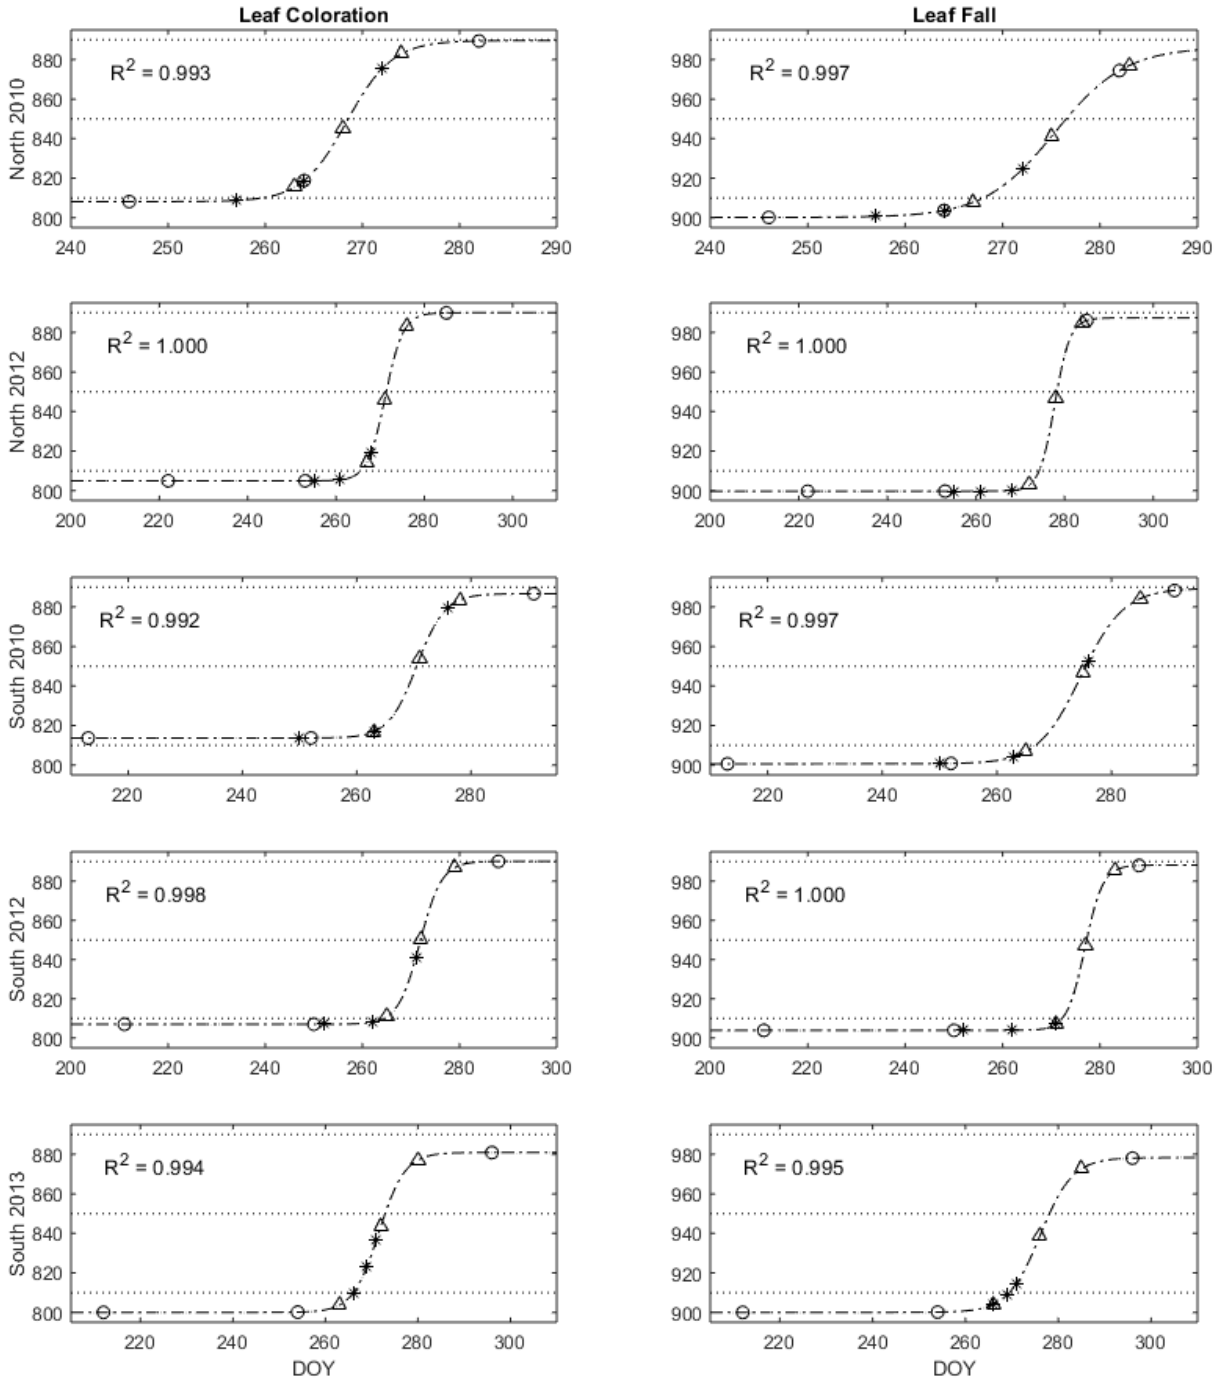 Leaf Coloration
Leaf Fall
North 2010
880
860
840
820
800
R² = 0.993
240 250 260 270 280 290
980
960
940
920
900
R² = 0.997
240 250 260 270 280 290
North 2012
880
860
840
820
800
R² = 1.000
200 220 240 260 280 300
980
960
940
920
900
R² = 1.000
200 220 240 260 280 300
South 2010
880
860
840
820
800
R² = 0.992
220 240 260 280
980
960
940
920
900
R² = 0.997
220 240 260 280
South 2012
880
860
840
820
800
R² = 0.998
200 220 240 260 280 300
980
960
940
920
900
R² = 1.000
200 220 240 260 280 300
South 2013
880
860
840
820
800
R² = 0.994
220 240 260 280 300
DOY
980
960
940
920
900
R² = 0.995
220 240 260 280 300
DOY